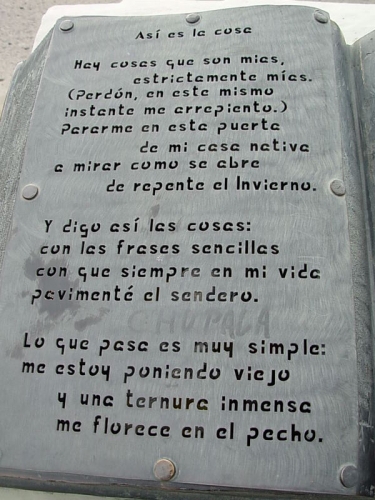 Así es la cosa
Hay cosas que son mias,
estrictamente mías.
(Perdón, en este mismo
instante me arrepiento.)
Pararme en esta puerta
de mi casa nativa
a mirar como se abre
de repente el Invierno.
Y digo así las cosas:
con las frases sencillas
con que siempre en mi vida
pavimenté el sendero.
CHUPALA
Lo que pasa es muy simple:
me estoy poniendo viejo
y una ternura inmensa
me florece en el pecho.